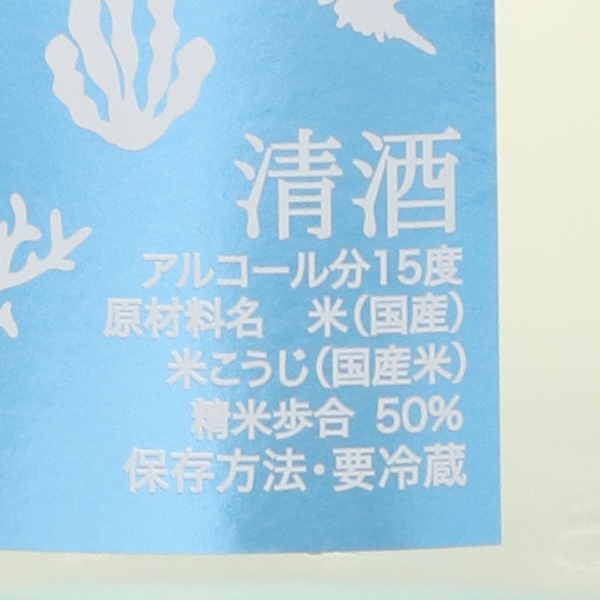 清酒
アルコール分15度
原材料名　米(国産)
米こうじ(国産米)
精米歩合 50%
保存方法・要冷蔵